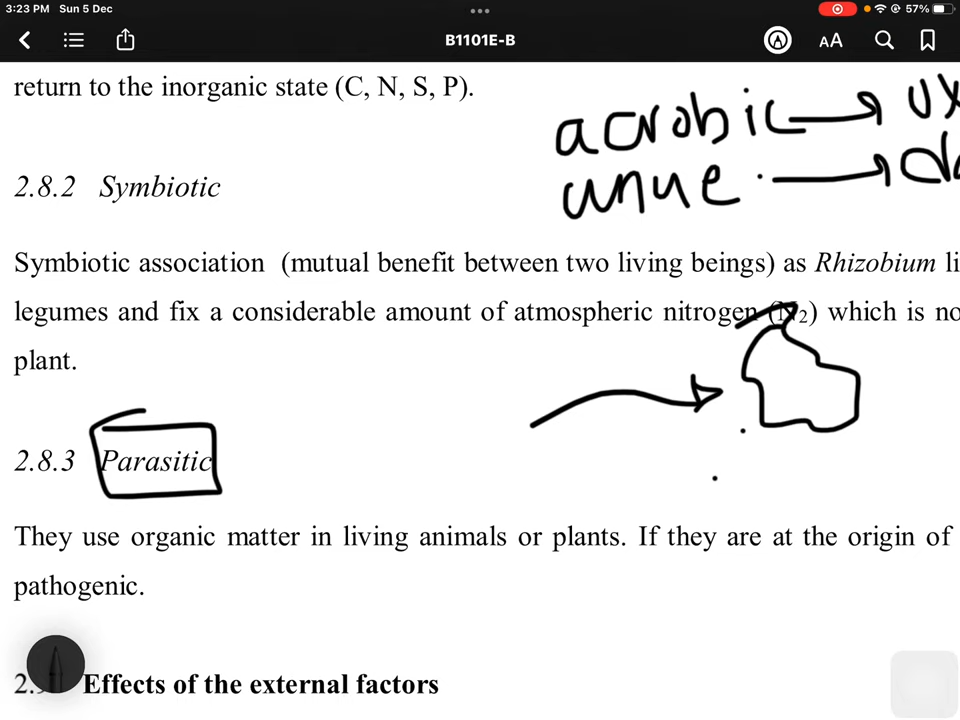 3:23 PM Sun 5 Dec
57%
B1101E-B
AA
return to the inorganic state (C, N, S, P).
aerobic
2.8.2 Symbiotic
Symbiotic association (mutual benefit between two living beings) as Rhizobium li
legumes and fix a considerable amount of atmospheric nitrogen (N2) which is no
plant.
2.8.3 Parasitic
They use organic matter in living animals or plants. If they are at the origin of
pathogenic.
Effects of the external factors